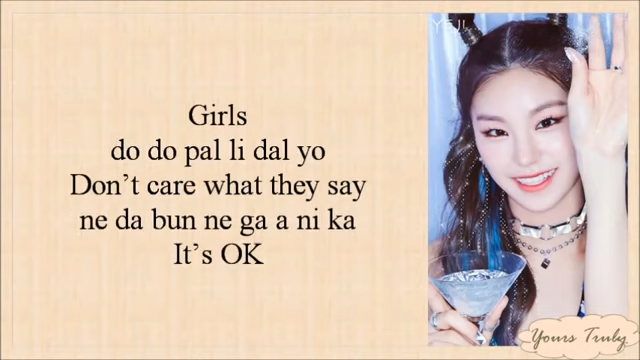 Girls
do do pal li dal yo
Don't care what they say
ne da bun ne ga a ni ka
It's OK
YEJI
Yours Truly